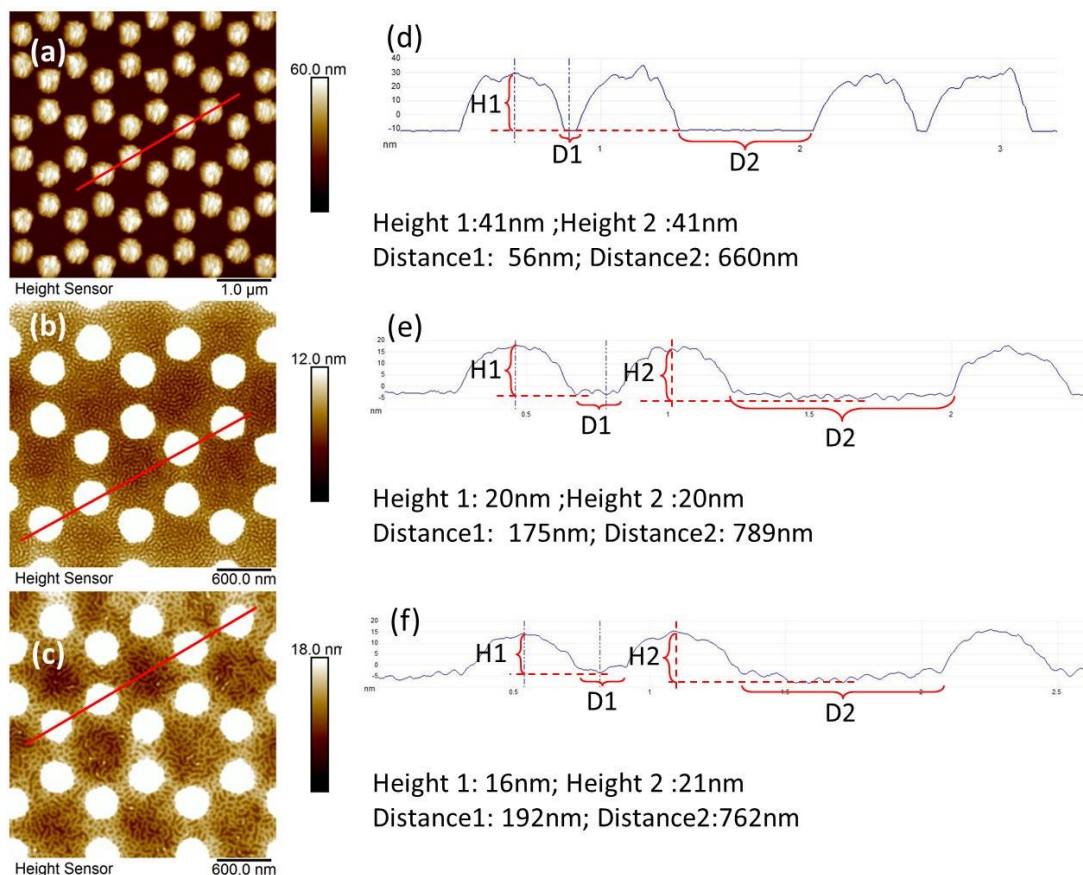 (a)
60.0 nm
Height Sensor
1.0 µm
(d)
40
30
20
10
0
-10
nm
1
2
3
H1
D1
D2
Height 1:41nm ;Height 2 :41nm
Distance1: 56nm; Distance2: 660nm
(b)
12.0 nm
Height Sensor
600.0 nm
(e)
20
15
10
5
0
-5
nm
0.5
1
1.5
2
H1
H2
D1
D2
Height 1: 20nm ;Height 2 :20nm
Distance1: 175nm; Distance2: 789nm
(c)
18.0 n
Height Sensor
600.0 nm
(f)
20
15
10
5
0
-5
nm
0.5
1
1.5
2
2.5
H1
H2
D1
D2
Height 1: 16nm; Height 2 :21nm
Distance1: 192nm; Distance2:762nm